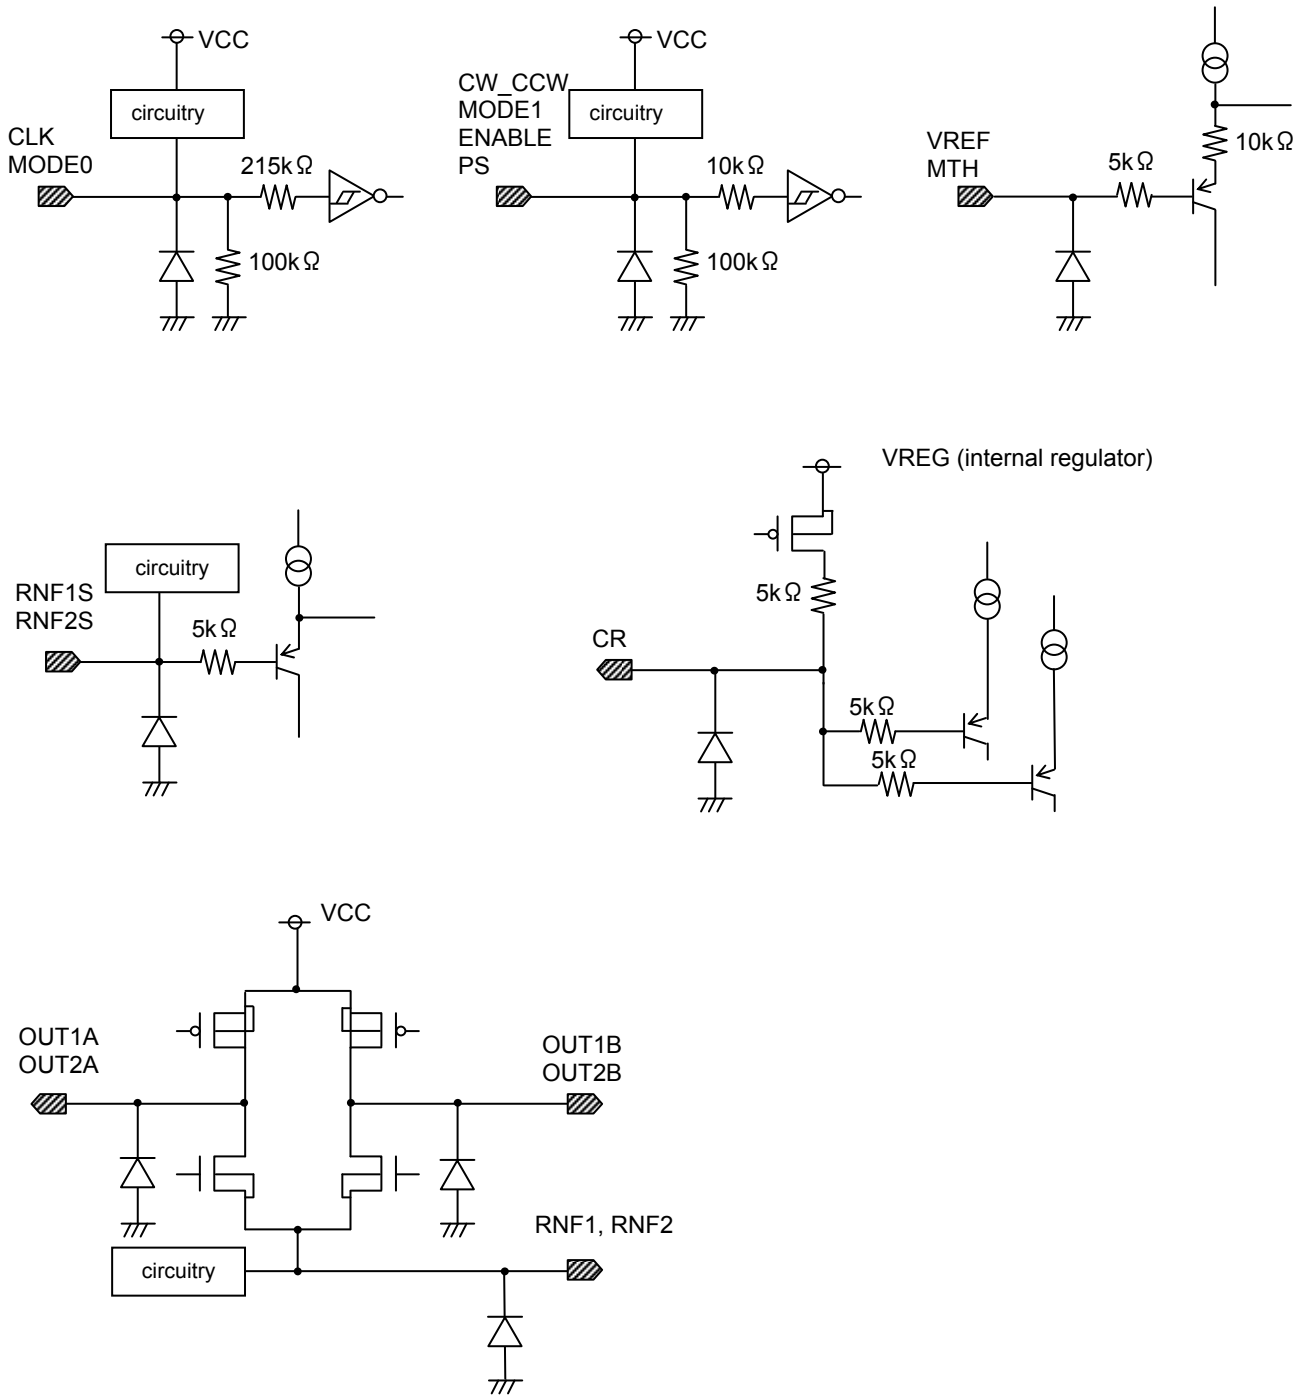 VCC
circuitry
CLK
MODE0
215kΩ
100kΩ
VCC
CW_CCW
MODE1
ENABLE
PS
circuitry
10kΩ
100kΩ
VREF
MTH
5kΩ
10kΩ
circuitry
RNF1S
RNF2S
5kΩ
VREG (internal regulator)
5kΩ
CR
5kΩ
5kΩ
VCC
OUT1A
OUT2A
OUT1B
OUT2B
RNF1, RNF2
circuitry